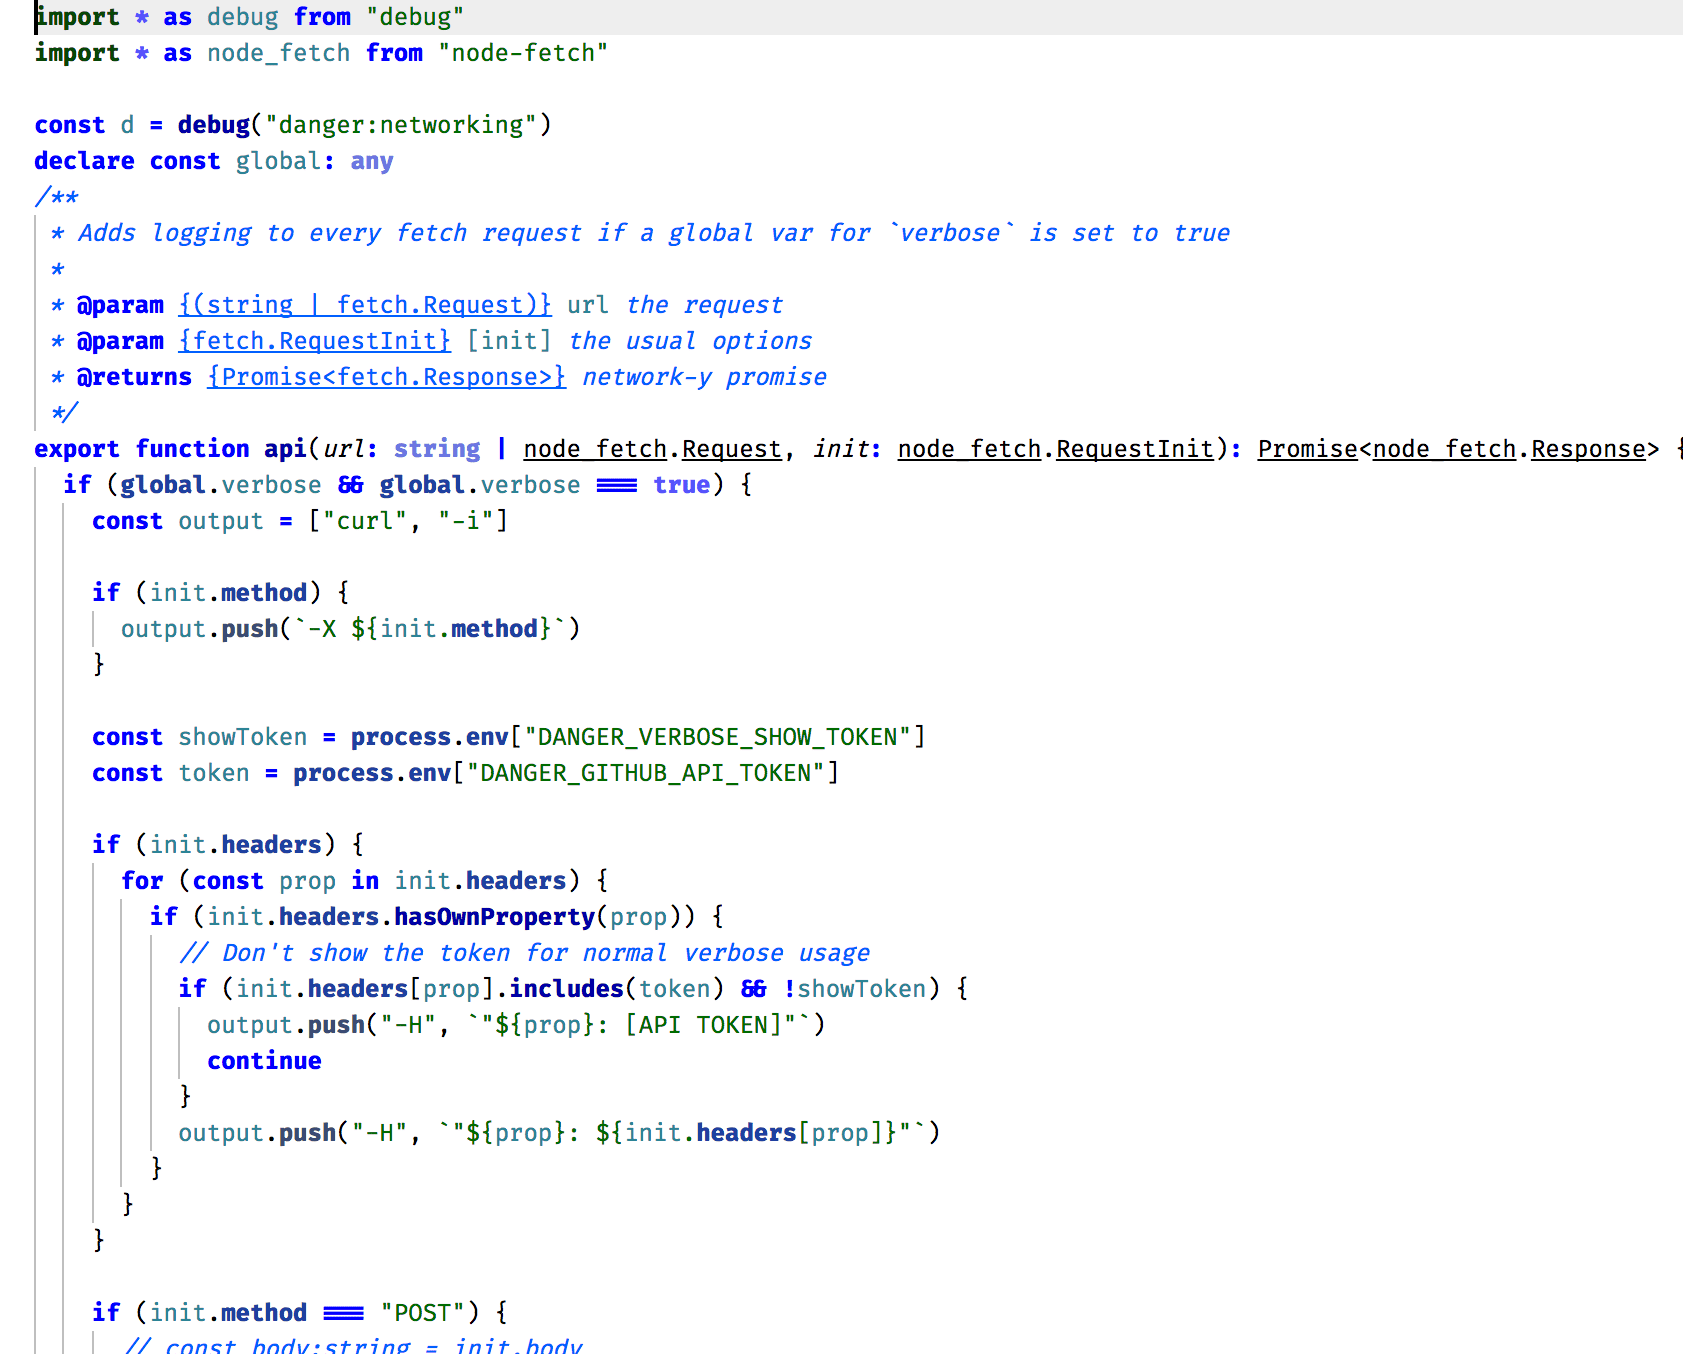 import * as debug from "debug"
import * as node_fetch from "node-fetch"

const d = debug("danger:networking")
declare const global: any
/**
 * Adds logging to every fetch request if a global var for `verbose` is set to true
 *
 * @param {(string | fetch.Request)} url the request
 * @param {fetch.RequestInit} [init] the usual options
 * @returns {Promise<fetch.Response>} network-y promise
 */
export function api(url: string | node_fetch.Request, init: node_fetch.RequestInit): Promise<node_fetch.Response> {
  if (global.verbose && global.verbose === true) {
    const output = ["curl", "-i"]

    if (init.method) {
      output.push(`-X ${init.method}`)
    }

    const showToken = process.env["DANGER_VERBOSE_SHOW_TOKEN"]
    const token = process.env["DANGER_GITHUB_API_TOKEN"]

    if (init.headers) {
      for (const prop in init.headers) {
        if (init.headers.hasOwnProperty(prop)) {
          // Don't show the token for normal verbose usage
          if (init.headers[prop].includes(token) && !showToken) {
            output.push("-H", `"${prop}: [API TOKEN]"`)
            continue
          }
          output.push("-H", `"${prop}: ${init.headers[prop]}"`)
        }
      }
    }

    if (init.method === "POST") {
      // const body:string = init.body